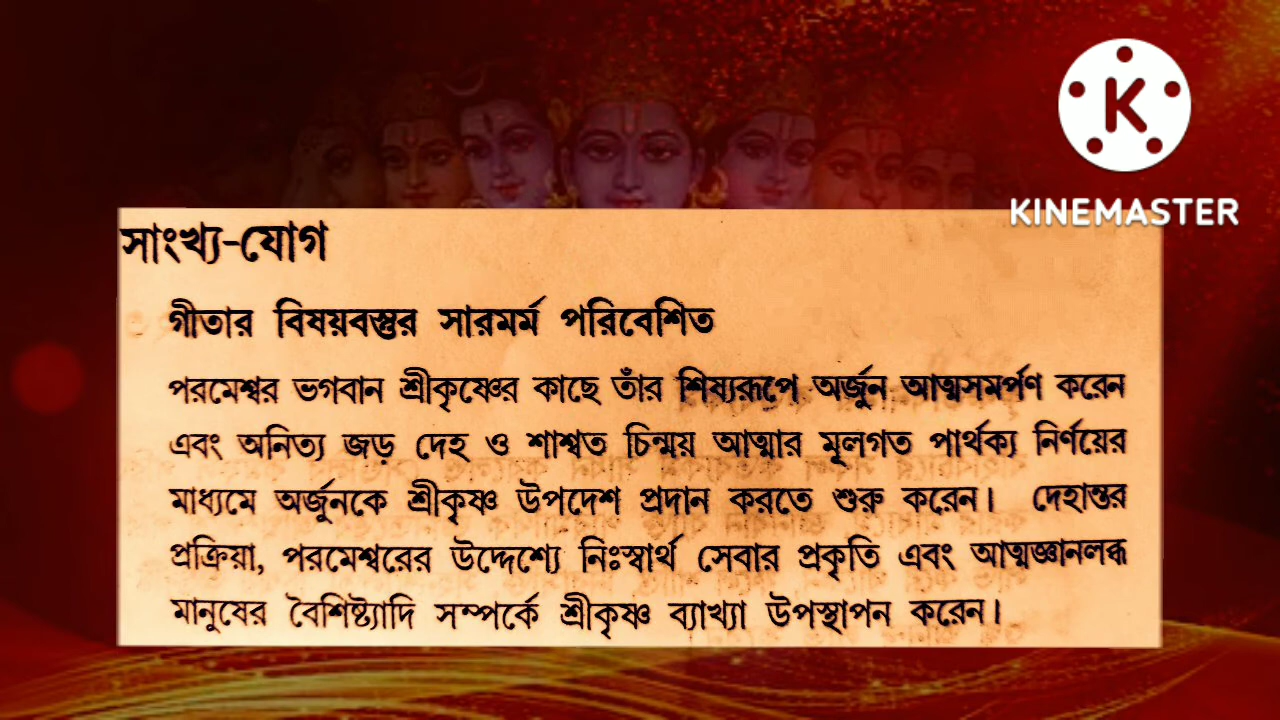 KINEMASTER
সাংখ্য-যোগ
গীতার বিষয়বস্তুর সারমর্ম পরিবেশিত
পরমেশ্বর ভগবান শ্রীকৃষ্ণের কাছে তাঁর শিষ্যরূপে অর্জুন আত্মসমর্পণ করেন
এবং অনিত্য জড় দেহ ও শাশ্বত চিন্ময় আত্মার মূলগত পার্থক্য নির্ণয়ের
মাধ্যমে অর্জুনকে শ্রীকৃষ্ণ উপদেশ প্রদান করতে শুরু করেন। দেহান্তর
প্রক্রিয়া, পরমেশ্বরের উদ্দেশ্যে নিঃস্বার্থ সেবার প্রকৃতি এবং আত্মজ্ঞানলব্ধ
মানুষের বৈশিষ্ট্যাদি সম্পর্কে শ্রীকৃষ্ণ ব্যাখ্যা উপস্থাপন করেন।